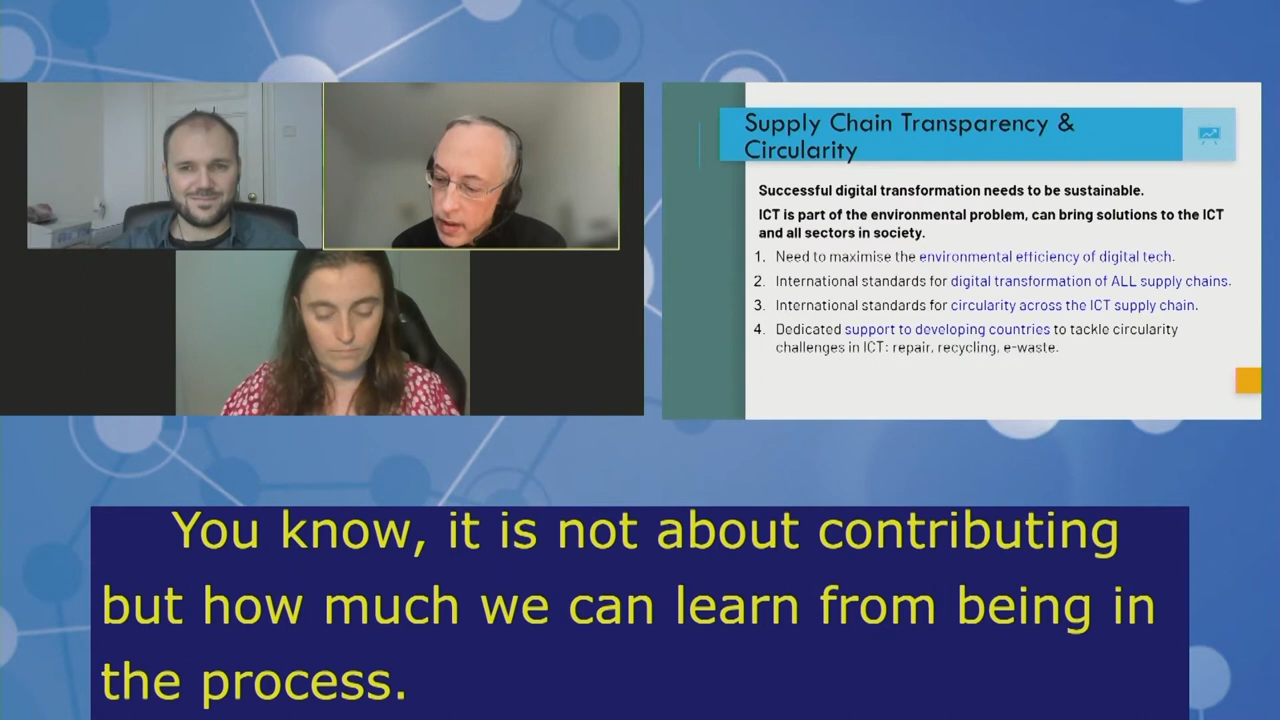 Supply Chain Transparency &
Circularity
Successful digital transformation needs to be sustainable.
ICT is part of the environmental problem, can bring solutions to the ICT
and all sectors in society.
1. Need to maximise the environmental efficiency of digital tech.
2. International standards for digital transformation of ALL supply chains.
3. International standards for circularity across the ICT supply chain.
4. Dedicated support to developing countries to tackle circularity
challenges in ICT: repair, recycling, e-waste.
You know, it is not about contributing
but how much we can learn from being in
the process.